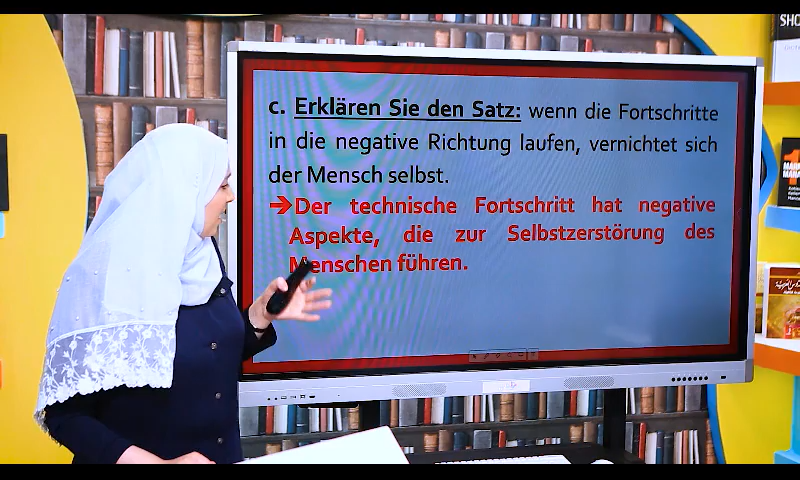 c. Erklären Sie den Satz: wenn die Fortschritte
in die negative Richtung laufen, vernichtet sich
der Mensch selbst.
➔Der technische Fortschritt hat negative
Aspekte, die zur Selbstzerstörung des
Menschen führen.